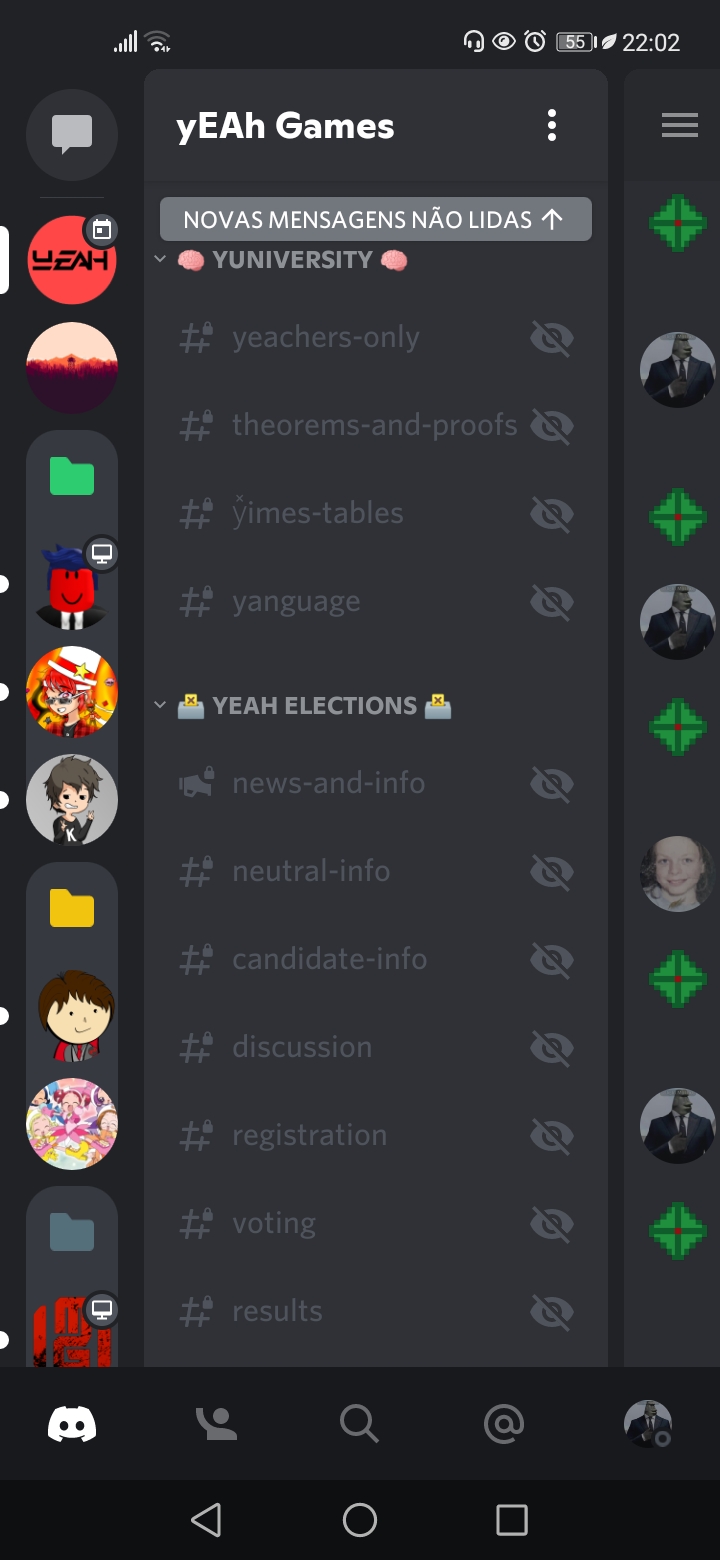 55 22:02
yEAh Games
NOVAS MENSAGENS NÃO LIDAS
YUNIVERSITY
YEAH
yeachers-only
theorems-and-proofs
y̽imes-tables
yanguage
YEAH ELECTIONS
news-and-info
neutral-info
K
candidate-info
discussion
registration
voting
results